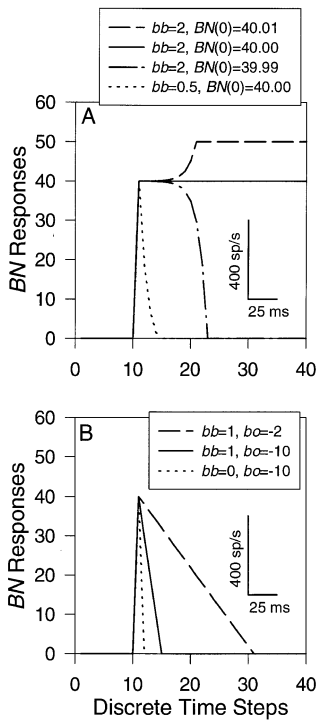 bb=2, BN(0)=40.01
bb=2, BN(0)=40.00
bb=2, BN(0)=39.99
bb=0.5, BN(0)=40.00
A
60
50
40
30
20
10
0
BN Responses
400 sp/s
25 ms
0 10 20 30 40
B
bb=1, bo=-2
bb=1, bo=-10
bb=0, bo=-10
60
50
40
30
20
10
0
BN Responses
400 sp/s
25 ms
0 10 20 30 40
Discrete Time Steps